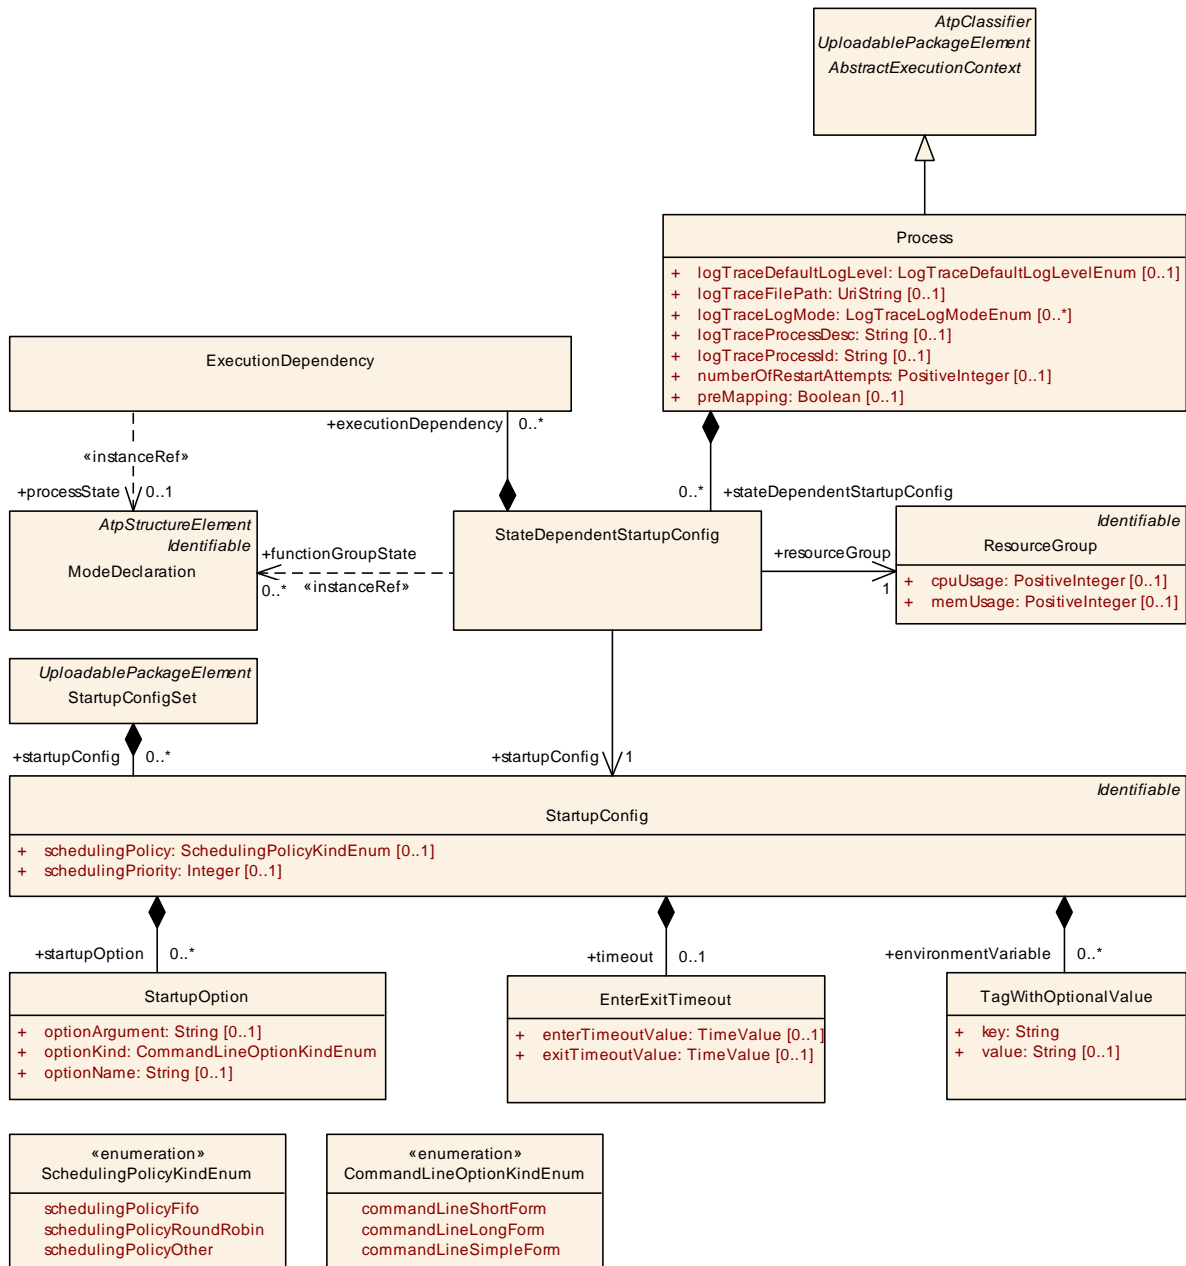 AtpClassifier
UploadablePackageElement
AbstractExecutionContext
Process
+ logTraceDefaultLogLevel: LogTraceDefaultLogLevelEnum [0..1]
+ logTraceFilePath: UriString [0..1]
+ logTraceLogMode: LogTraceLogModeEnum [0..*]
+ logTraceProcessDesc: String [0..1]
+ logTraceProcessId: String [0..1]
+ numberOfRestartAttempts: PositiveInteger [0..1]
+ preMapping: Boolean [0..1]
ExecutionDependency
+executionDependency 0..*
«instanceRef»
+processState 0..1
0..* +stateDependentStartupConfig
AtpStructureElement
Identifiable
ModeDeclaration
+functionGroupState
0..* «instanceRef»
StateDependentStartupConfig
+resourceGroup
1
Identifiable
ResourceGroup
+ cpuUsage: PositiveInteger [0..1]
+ memUsage: PositiveInteger [0..1]
UploadablePackageElement
StartupConfigSet
+startupConfig 0..*
+startupConfig 1
Identifiable
StartupConfig
+ schedulingPolicy: SchedulingPolicyKindEnum [0..1]
+ schedulingPriority: Integer [0..1]
+startupOption 0..*
+timeout 0..1
+environmentVariable 0..*
StartupOption
+ optionArgument: String [0..1]
+ optionKind: CommandLineOptionKindEnum
+ optionName: String [0..1]
EnterExitTimeout
+ enterTimeoutValue: TimeValue [0..1]
+ exitTimeoutValue: TimeValue [0..1]
TagWithOptionalValue
+ key: String
+ value: String [0..1]
«enumeration»
SchedulingPolicyKindEnum
schedulingPolicyFifo
schedulingPolicyRoundRobin
schedulingPolicyOther
«enumeration»
CommandLineOptionKindEnum
commandLineShortForm
commandLineLongForm
commandLineSimpleForm